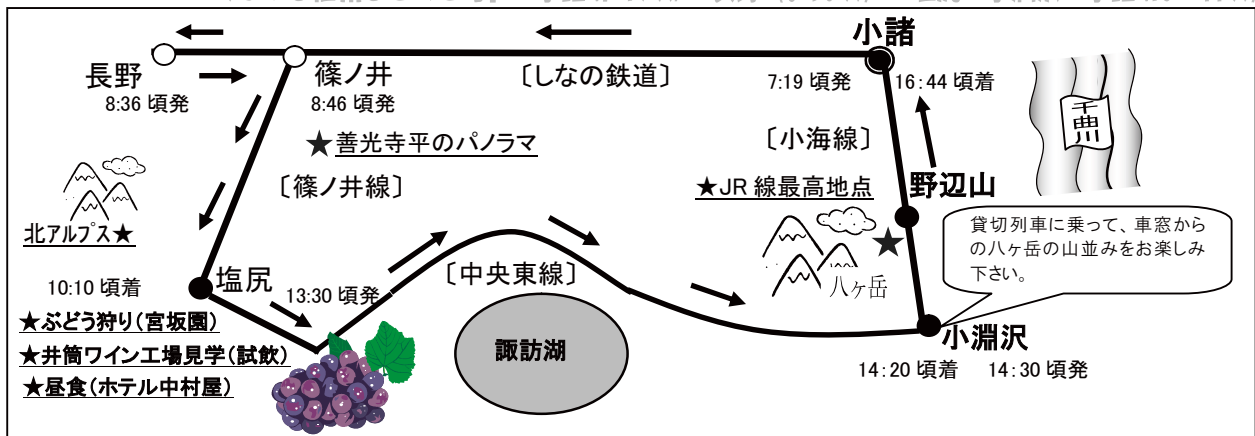 小諸
長野
篠ノ井
〔しなの鉄道〕
7:19 頃発
16:44 頃着
8:36 頃発
8:46 頃発
千曲川
★善光寺平のパノラマ
〔小海線〕
〔篠ノ井線〕
★JR 線最高地点
野辺山
北アルプス★
貸切列車に乗って、車窓から
の八ヶ岳の山並みをお楽しみ
下さい。
塩尻
〔中央東線〕
八ヶ岳
10:10 頃着
13:30 頃発
★ぶどう狩り(宮坂園)
小淵沢
★井筒ワイン工場見学(試飲)
諏訪湖
14:20 頃着
14:30 頃発
★昼食(ホテル中村屋)